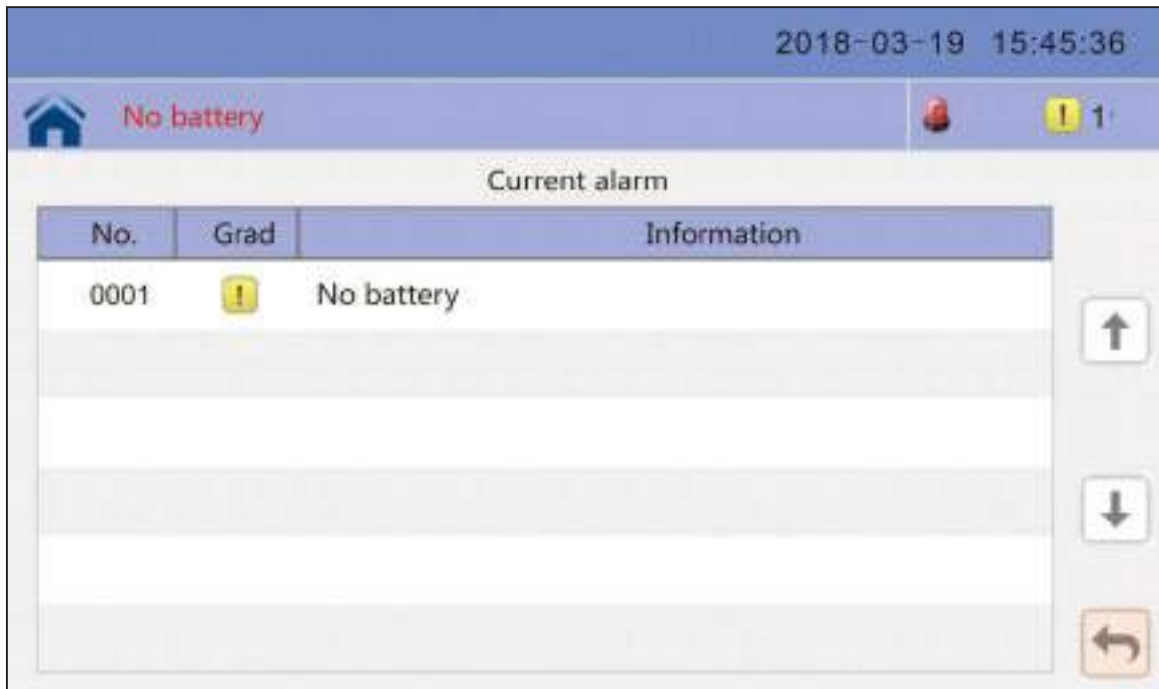 2018-03-19 15:45:36
No battery ! 1
Current alarm
No. Grad Information
0001 ! No battery